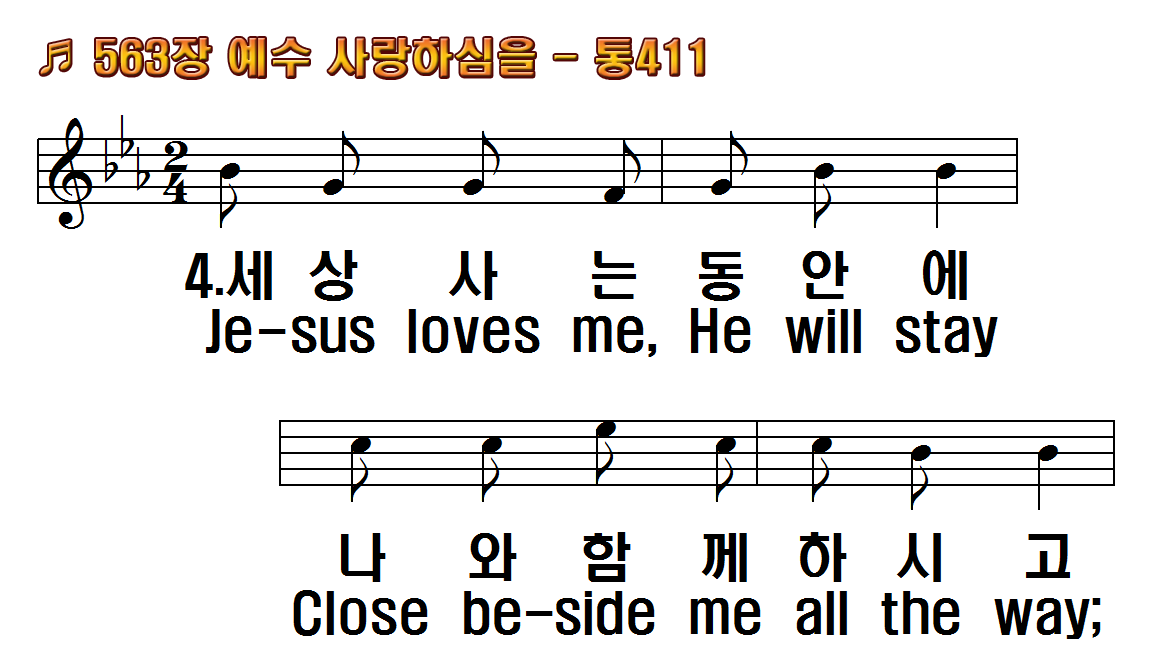 ♬ 563장 예수 사랑하심을 - 통411
4.세 상 사 는 동 안 에
Je-sus loves me, He will stay
나 와 함 께 하 시 고
Close be-side me all the way;